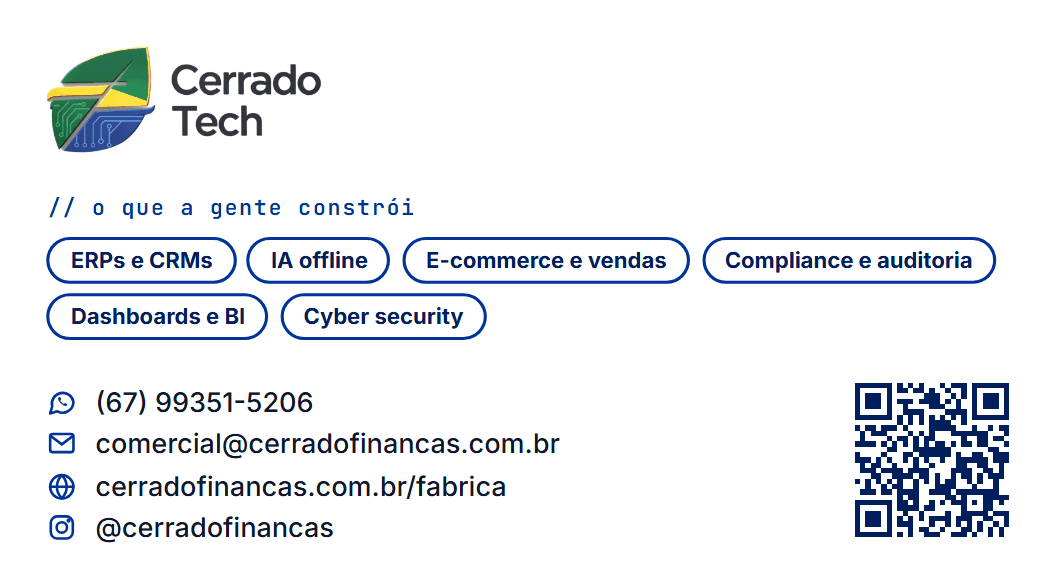 Cerrado
Tech
// o que a gente constrói
ERPs e CRMs IA offline E-commerce e vendas Compliance e auditoria
Dashboards e BI Cyber security
(67) 99351-5206
comercial@cerradofinancas.com.br
cerradofinancas.com.br/fabrica
@cerradofinancas